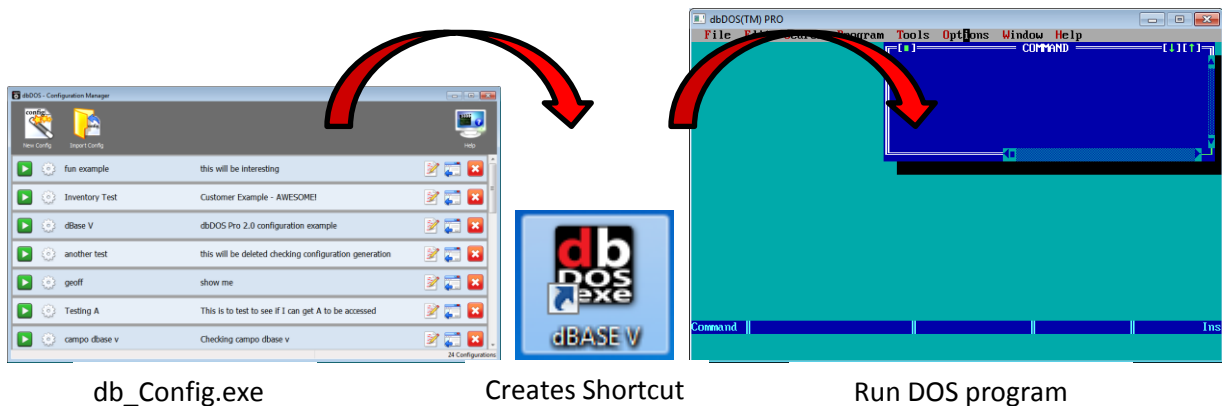 dbDOS - Configuration Manager
config
New Config
Import Config
Help
fun example this will be interesting
Inventory Test Customer Example - AWESOME!
dBase V dbDOS Pro 2.0 configuration example
another test this will be deleted checking configuration generation
geoff show me
Testing A This is to test to see if I can get A to be accessed
campo dbase v Checking campo dbase v
24 Configurations
db_Config.exe
db
DOS
exe
dBASE V
Creates Shortcut
dbDOS(TM) PRO
File Program Tools Options Window Help
COMMAND
Command Ins
Run DOS program